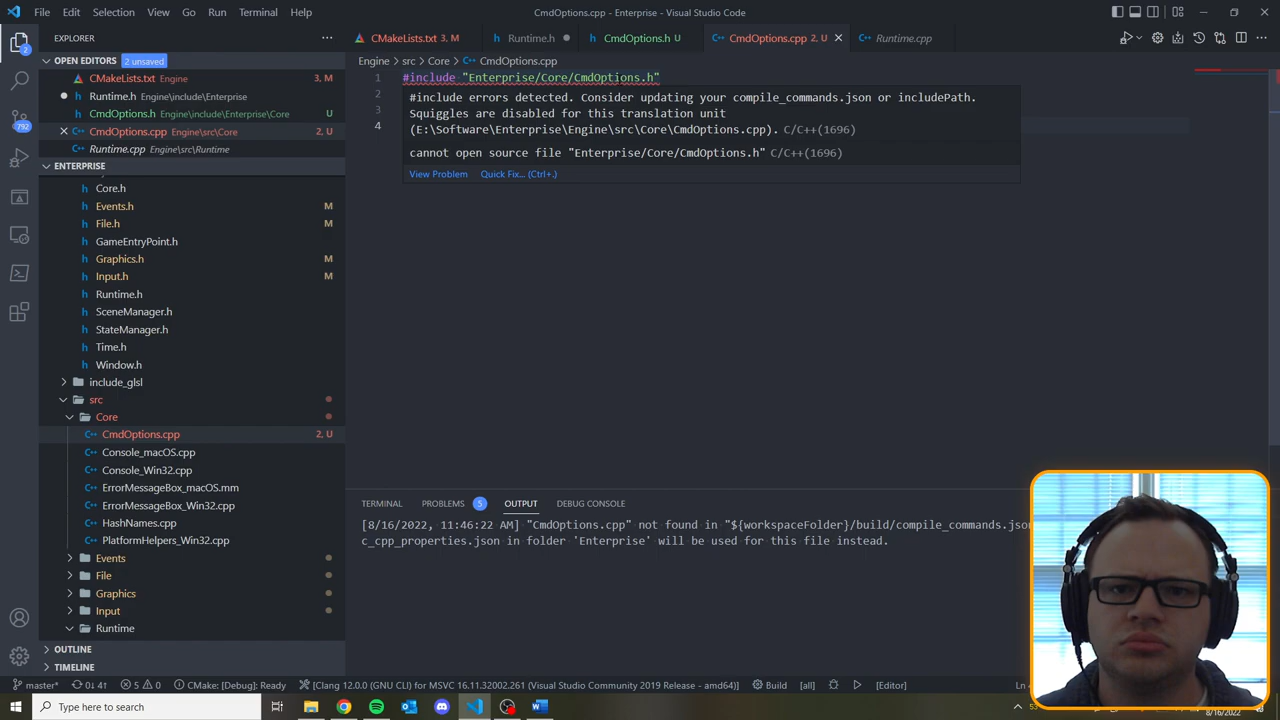 File Edit Selection View Go Run Terminal Help
CmdOptions.cpp - Enterprise - Visual Studio Code
EXPLORER
CMakeLists.txt 3, M
Runtime.h
CmdOptions.h U
CmdOptions.cpp 2, U
Runtime.cpp
OPEN EDITORS 2 unsaved
CMakeLists.txt Engine 3, M
Runtime.h Engine\include\Enterprise
CmdOptions.h Engine\include\Enterprise\Core U
CmdOptions.cpp Engine\src\Core 2, U
Runtime.cpp Engine\src\Runtime
ENTERPRISE
Core.h
Events.h M
File.h M
GameEntryPoint.h
Graphics.h M
Input.h M
Runtime.h
SceneManager.h
StateManager.h
Time.h
Window.h
include_glsl
src
Core
CmdOptions.cpp 2, U
Console_macOS.cpp
Console_Win32.cpp
ErrorMessageBox_macOS.mm
ErrorMessageBox_Win32.cpp
HashNames.cpp
PlatformHelpers_Win32.cpp
Events
File
Graphics
Input
Runtime
OUTLINE
TIMELINE
2
792
Engine > src > Core > CmdOptions.cpp
1 #include "Enterprise/Core/CmdOptions.h"
2
3
4
#include errors detected. Consider updating your compile_commands.json or includePath.
Squiggles are disabled for this translation unit
(E:\Software\Enterprise\Engine\src\Core\CmdOptions.cpp). C/C++(1696)
cannot open source file "Enterprise/Core/CmdOptions.h" C/C++(1696)
View Problem Quick Fix... (Ctrl+.)
TERMINAL PROBLEMS 5 OUTPUT DEBUG CONSOLE
[8/16/2022, 11:46:22 AM] "CmdOptions.cpp" not found in "${workspaceFolder}/build/compile_commands.json
c_cpp_properties.json in folder 'Enterprise' will be used for this file instead.
master* 0↓ 4↑ 5 0 CMake: [Debug]: Ready [Clang 12.0.0 (GNU CLI) for MSVC 16.11.32002.261 (Visual Studio Community 2019 Release - amd64)] Build [all] [Editor] Ln 4
Type here to search
8/16/2022